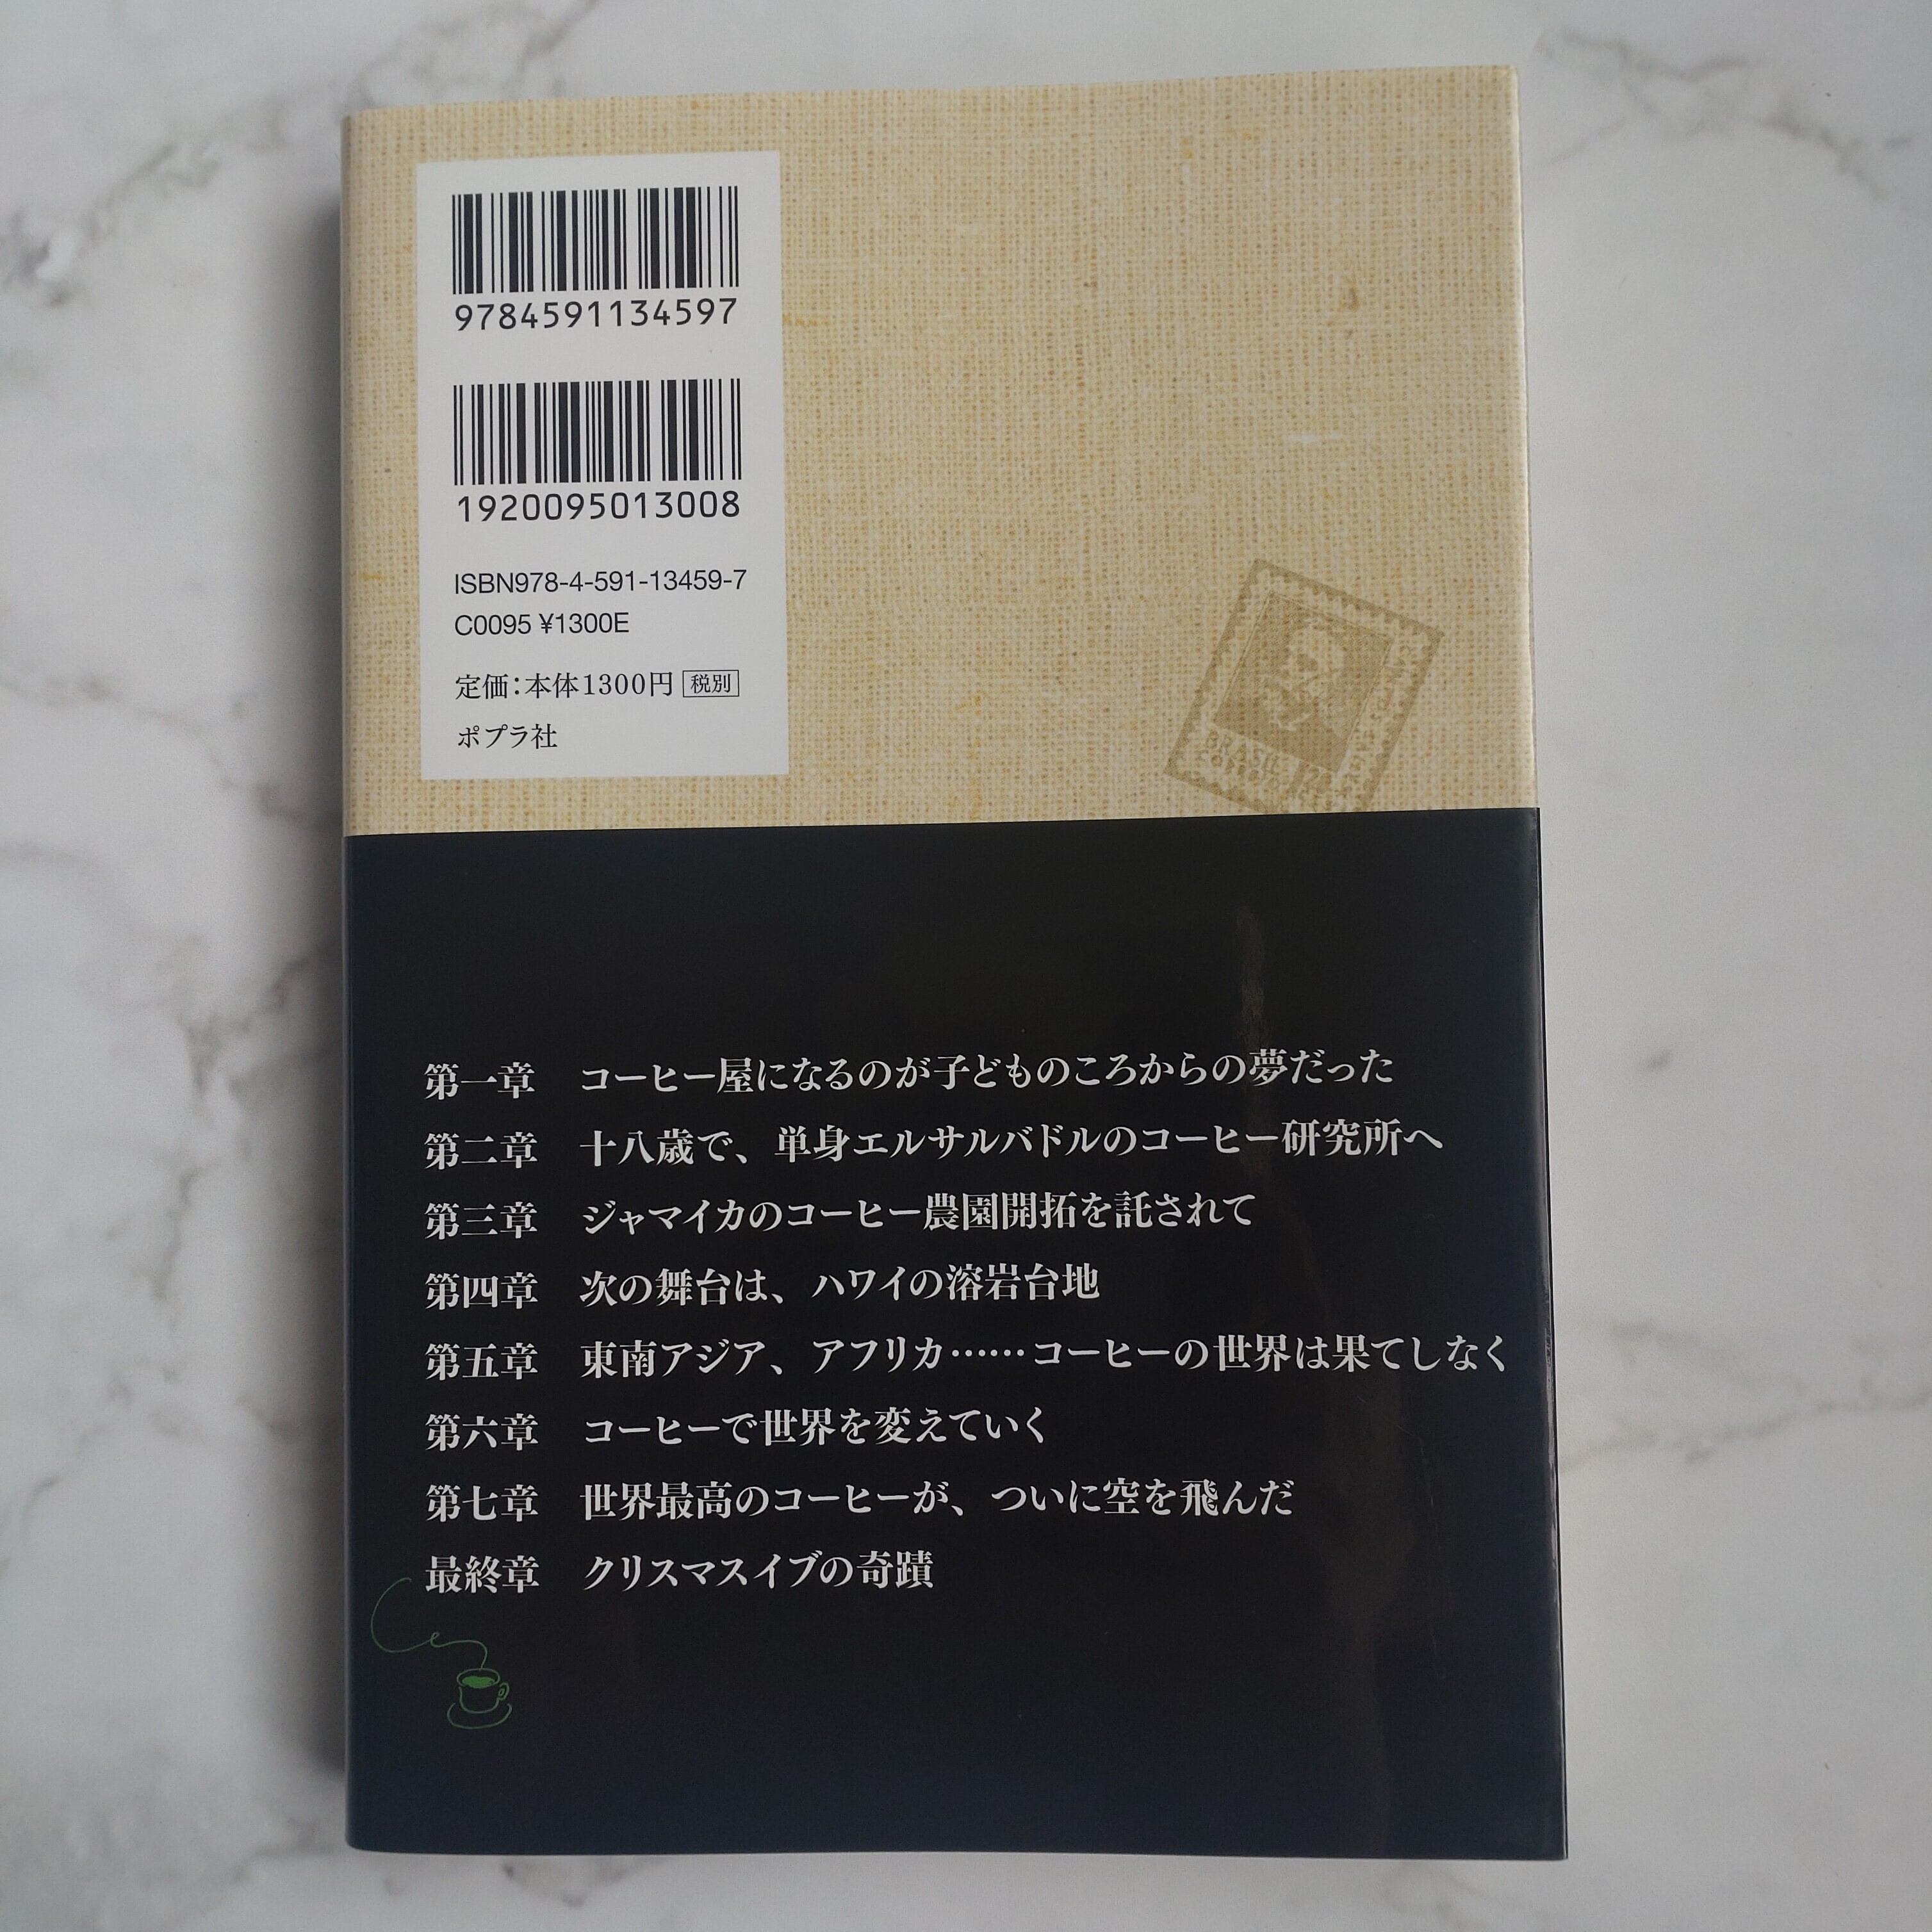 9784591134597
1920095013008
ISBN978-4-591-13459-7
C0095 ¥1300E
定価：本体1300円 税別
ポプラ社
BRASIL
第一章 コーヒー屋になるのが子どものころからの夢だった
第二章 十八歳で、単身エルサルバドルのコーヒー研究所へ
第三章 ジャマイカのコーヒー農園開拓を託されて
第四章 次の舞台は、ハワイの溶岩台地
第五章 東南アジア、アフリカ……コーヒーの世界は果てしなく
第六章 コーヒーで世界を変えていく
第七章 世界最高のコーヒーが、ついに空を飛んだ
最終章 クリスマスイブの奇蹟